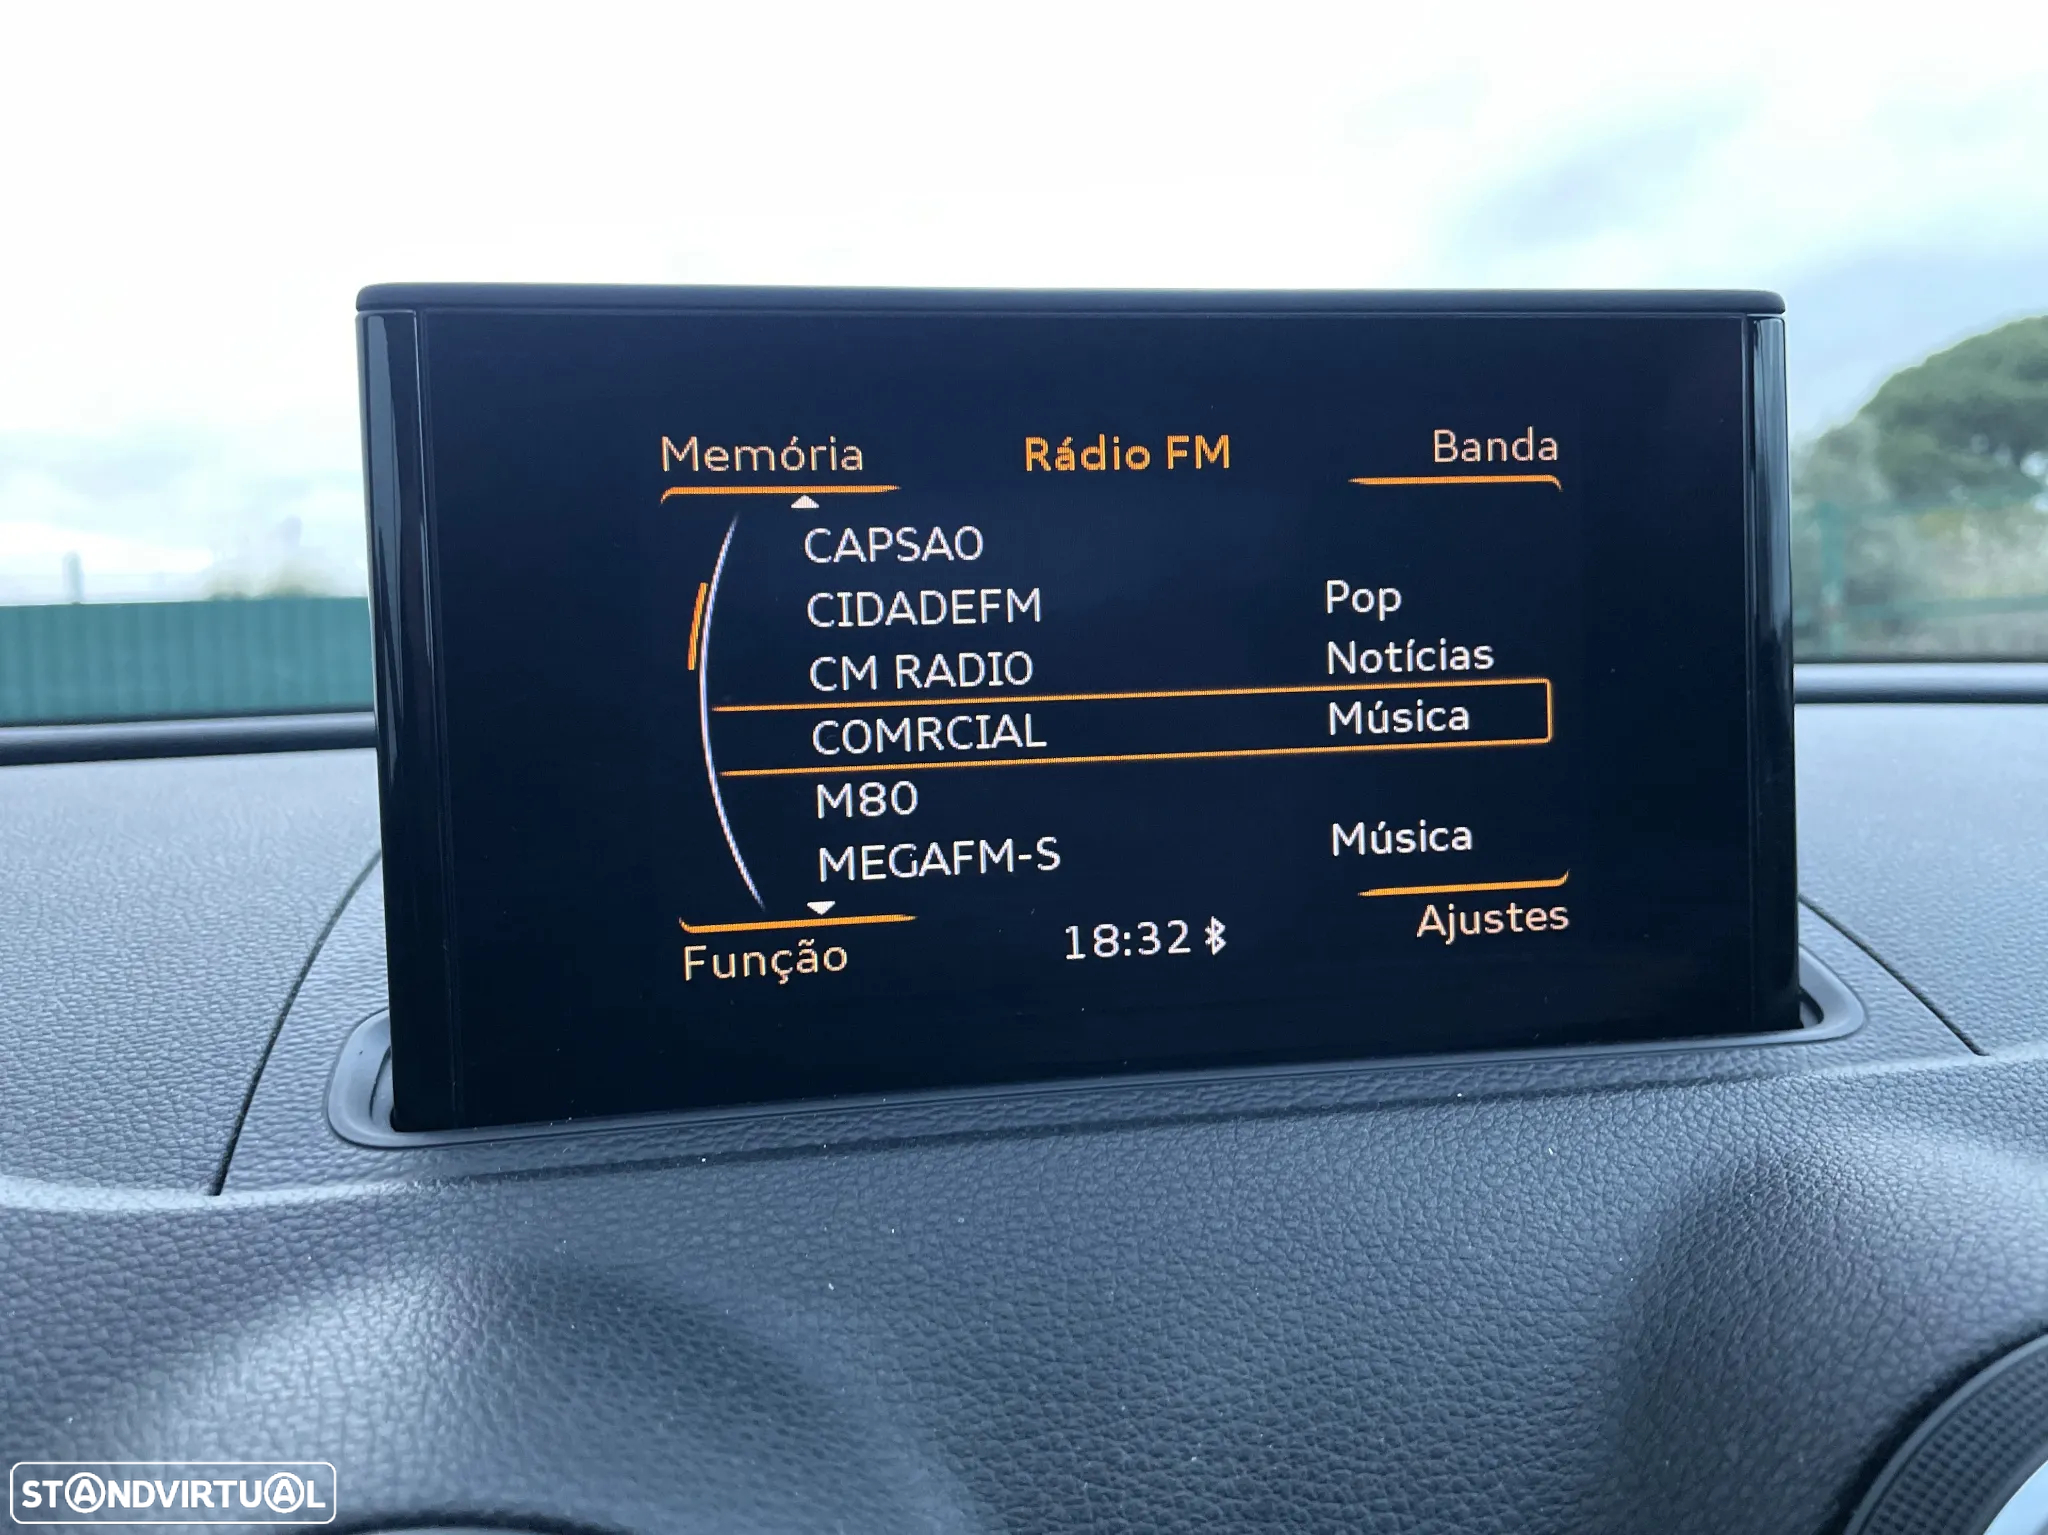 Memória Rádio FM Banda
CAPSAO
CIDADEFM Pop
CM RADIO Notícias
COMRCIAL Música
M80
MEGAFM-S Música
Função 18:32 Ajustes
STANDVIRTUAL